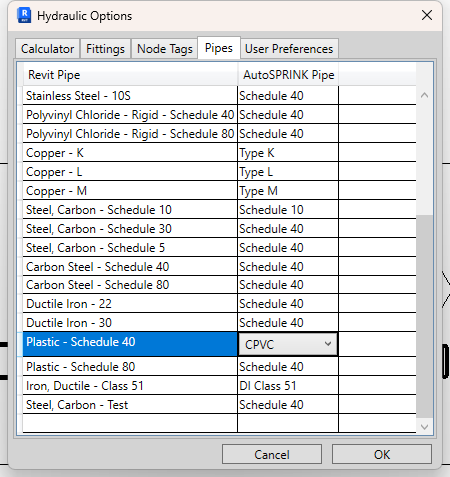 Hydraulic Options
Calculator Fittings Node Tags Pipes User Preferences
Revit Pipe AutoSPRINK Pipe
Stainless Steel - 10S Schedule 40
Polyvinyl Chloride - Rigid - Schedule 40 Schedule 40
Polyvinyl Chloride - Rigid - Schedule 80 Schedule 40
Copper - K Type K
Copper - L Type L
Copper - M Type M
Steel, Carbon - Schedule 10 Schedule 10
Steel, Carbon - Schedule 30 Schedule 40
Steel, Carbon - Schedule 5 Schedule 40
Carbon Steel - Schedule 40 Schedule 40
Carbon Steel - Schedule 80 Schedule 40
Ductile Iron - 22 Schedule 40
Ductile Iron - 30 Schedule 40
Plastic - Schedule 40 CPVC
Plastic - Schedule 80 Schedule 40
Iron, Ductile - Class 51 DI Class 51
Steel, Carbon - Test Schedule 40
Cancel OK